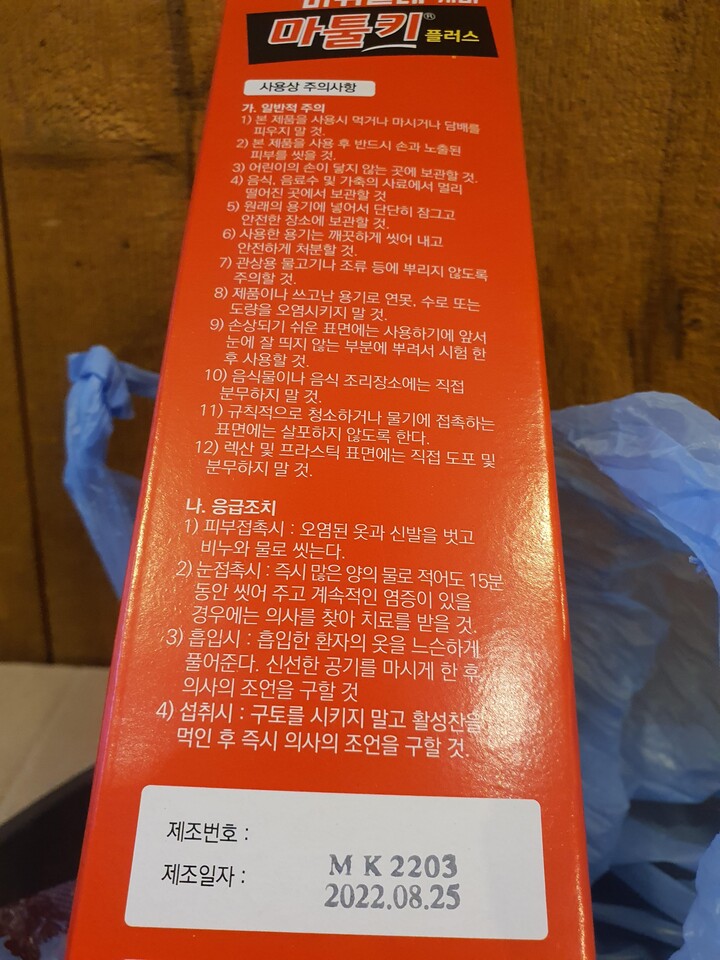 마툴키® 플러스
사용상 주의사항
가. 일반적 주의
1) 본 제품을 사용시 먹거나 마시거나 담배를
피우지 말 것.
2) 본 제품을 사용 후 반드시 손과 노출된
피부를 씻을 것.
3) 어린이의 손이 닿지 않는 곳에 보관할 것.
4) 음식, 음료수 및 가축의 사료에서 멀리
떨어진 곳에서 보관할 것
5) 원래의 용기에 넣어서 단단히 잠그고
안전한 장소에 보관할 것.
6) 사용한 용기는 깨끗하게 씻어 내고
안전하게 처분할 것.
7) 관상용 물고기나 조류 등에 뿌리지 않도록
주의할 것.
8) 제품이나 쓰고난 용기로 연못, 수로 또는
도랑을 오염시키지 말 것.
9) 손상되기 쉬운 표면에는 사용하기에 앞서
눈에 잘 띄지 않는 부분에 뿌려서 시험 한
후 사용할 것.
10) 음식물이나 음식 조리장소에는 직접
분무하지 말 것.
11) 규칙적으로 청소하거나 물기에 접촉하는
표면에는 살포하지 않도록 한다.
12) 렉산 및 프라스틱 표면에는 직접 도포 및
분무하지 말 것.
나. 응급조치
1) 피부접촉시 : 오염된 옷과 신발을 벗고
비누와 물로 씻는다.
2) 눈접촉시 : 즉시 많은 양의 물로 적어도 15분
동안 씻어 주고 계속적인 염증이 있을
경우에는 의사를 찾아 치료를 받을 것.
3) 흡입시 : 흡입한 환자의 옷을 느슨하게
풀어준다. 신선한 공기를 마시게 한 후
의사의 조언을 구할 것
4) 섭취시 : 구토를 시키지 말고 활성찬을
먹인 후 즉시 의사의 조언을 구할 것.
제조번호 :
제조일자 :
M K 2203
2022.08.25